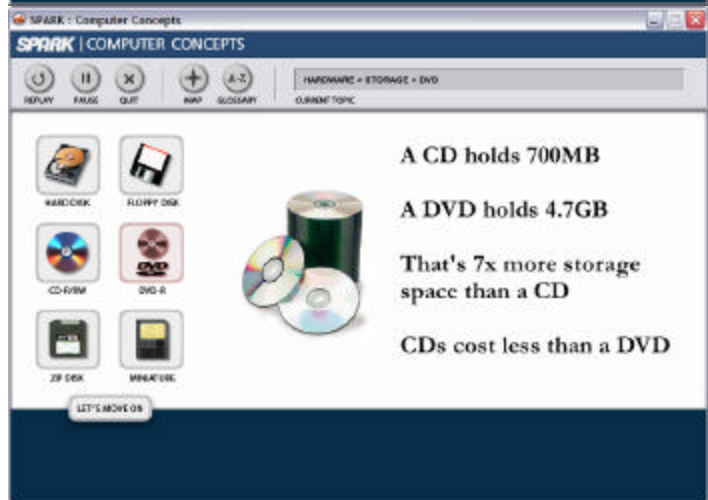 SPARK : Computer Concepts
SPARK | COMPUTER CONCEPTS
REPLAY PAUSE QUIT MAP GLOSSARY
A-Z
HARDWARE » STORAGE » DVD
CURRENT TOPIC
A CD holds 700MB
HARD DISK FLOPPY DISK
A DVD holds 4.7GB
That's 7x more storage
space than a CD
DVD
CD-R/RW DVD-R
CDs cost less than a DVD
ZIP DISK MINIATURE
LET'S MOVE ON